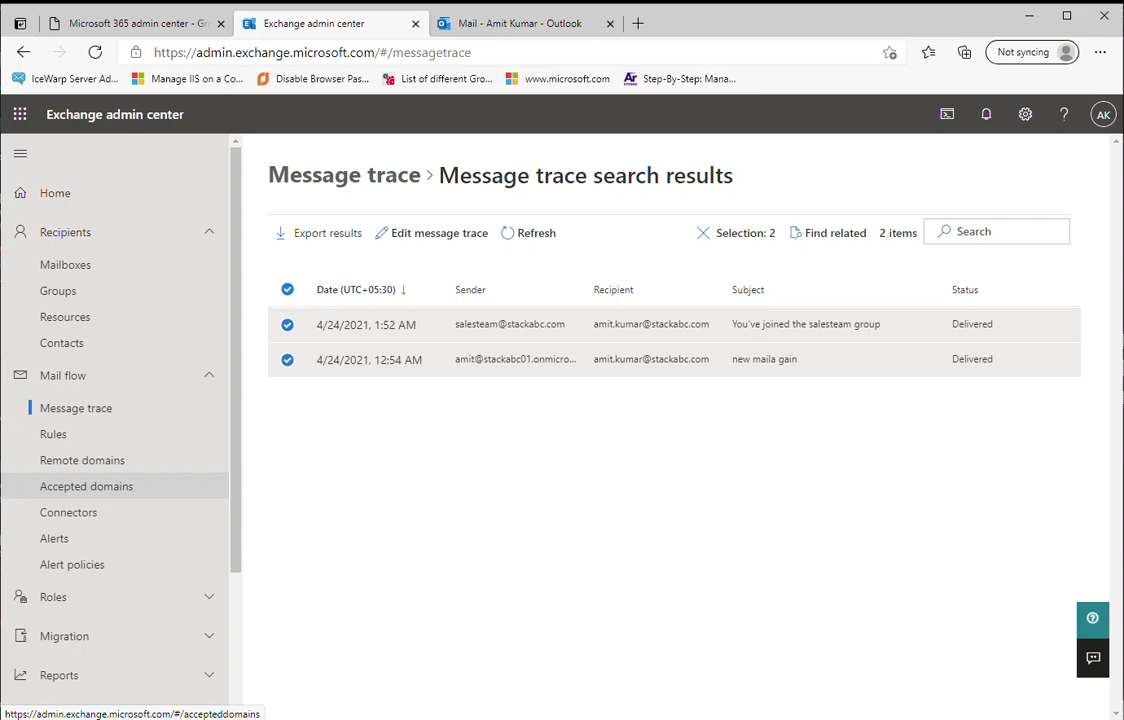 Microsoft 365 admin center - Gr
Exchange admin center
Mail - Amit Kumar - Outlook
https://admin.exchange.microsoft.com/#/messagetrace
Not syncing
IceWarp Server Ad...
Manage IIS on a Co...
Disable Browser Pas...
List of different Gro...
www.microsoft.com
Ar
Step-By-Step: Mana...
Exchange admin center
AK
Home
Recipients
Mailboxes
Groups
Resources
Contacts
Mail flow
Message trace
Rules
Remote domains
Accepted domains
Connectors
Alerts
Alert policies
Roles
Migration
Reports
https://admin.exchange.microsoft.com/#/accepteddomains
Message trace > Message trace search results
Export results Edit message trace Refresh Selection: 2 Find related 2 items Search
Date (UTC+05:30) ↓ Sender Recipient Subject Status
4/24/2021, 1:52 AM salesteam@stackabc.com amit.kumar@stackabc.com You've joined the salesteam group Delivered
4/24/2021, 12:54 AM amit@stackabc01.onmicro... amit.kumar@stackabc.com new maila gain Delivered